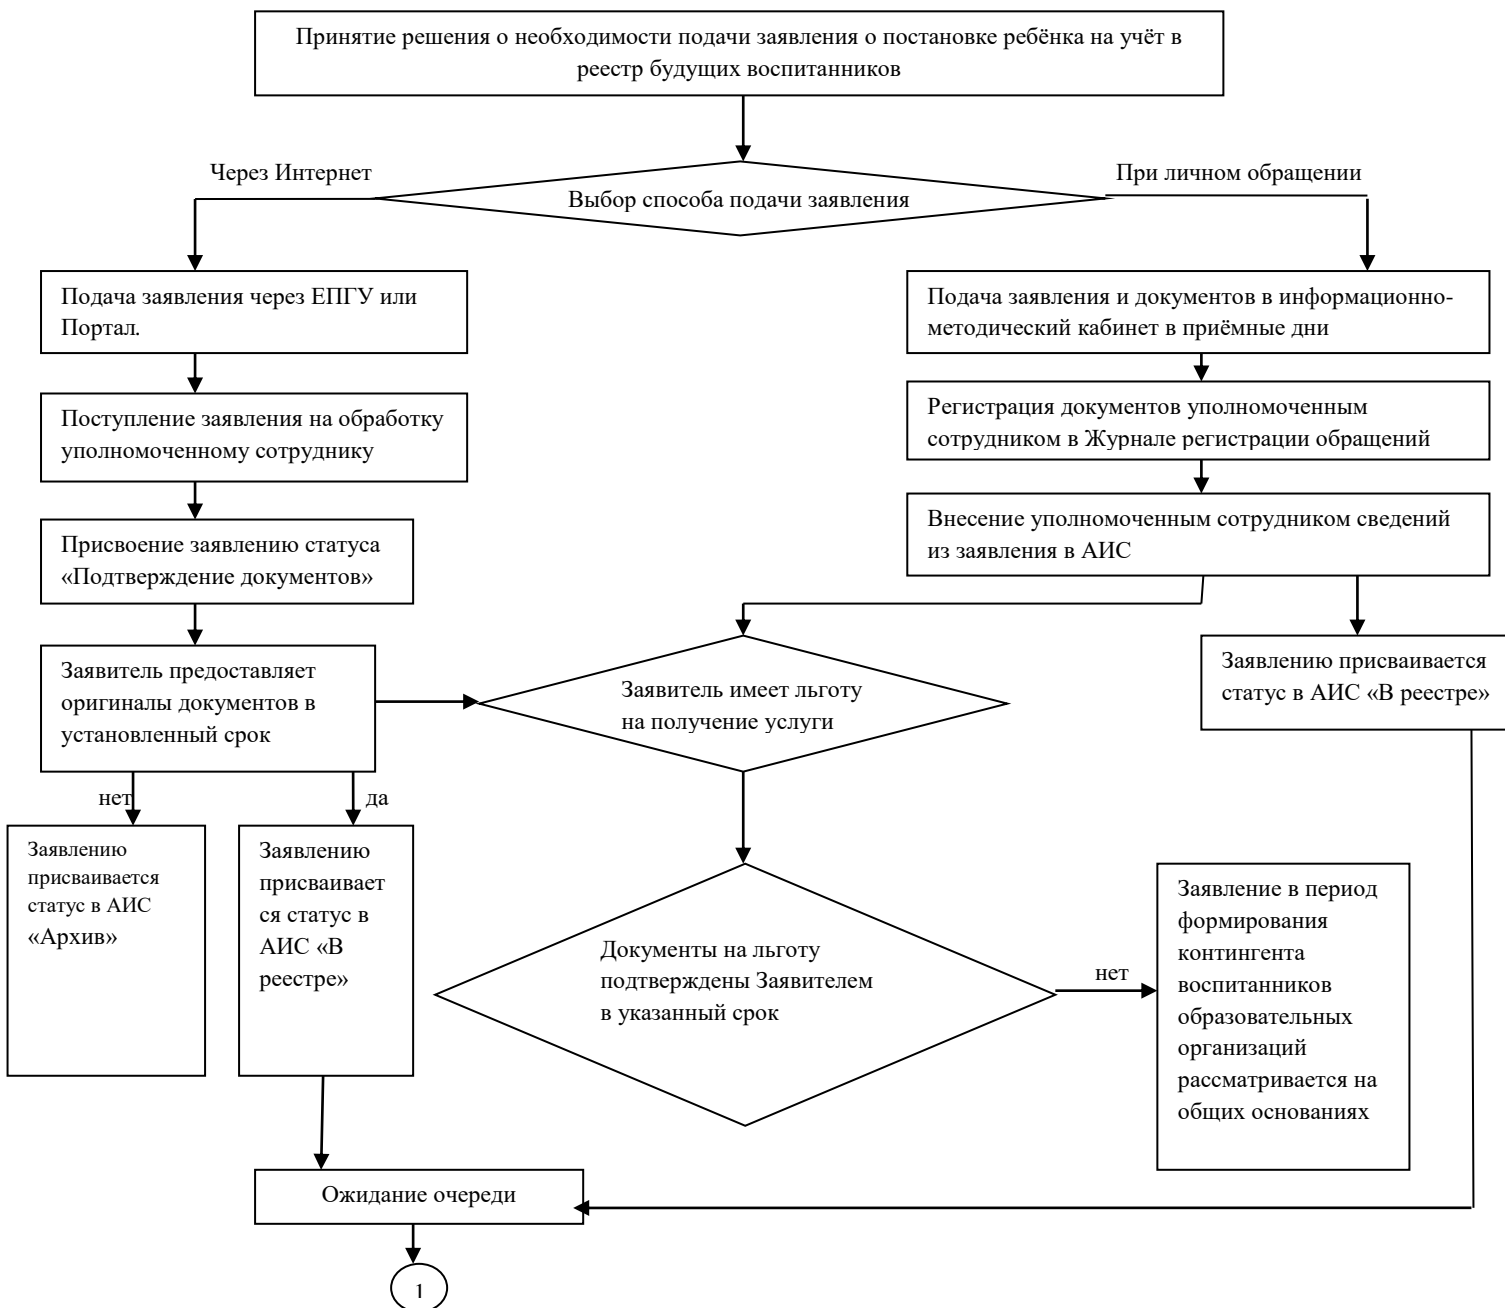 Принятие решения о необходимости подачи заявления о постановке ребёнка на учёт в
реестр будущих воспитанников
Через Интернет
При личном обращении
Выбор способа подачи заявления
Подача заявления через ЕПГУ или
Портал.
Подача заявления и документов в информационно-
методический кабинет в приёмные дни
Поступление заявления на обработку
уполномоченному сотруднику
Регистрация документов уполномоченным
сотрудником в Журнале регистрации обращений
Присвоение заявлению статуса
«Подтверждение документов»
Внесение уполномоченным сотрудником сведений
из заявления в АИС
Заявитель предоставляет
оригиналы документов в
установленный срок
Заявитель имеет льготу
на получение услуги
Заявлению присваивается
статус в АИС «В реестре»
нет
да
Заявлению
присваивается
статус в АИС
«Архив»
Заявлению
присваивает
ся статус в
АИС «В
реестре»
Документы на льготу
подтверждены Заявителем
в указанный срок
нет
Заявление в период
формирования
контингента
воспитанников
образовательных
организаций
рассматривается на
общих основаниях
Ожидание очереди
1